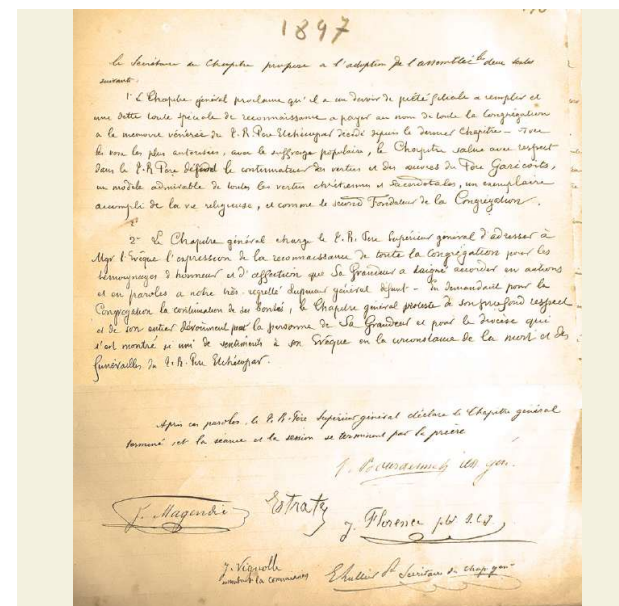 1897
Le Secrétaire du Chapitre propose à l'adoption de l'assemblée les deux textes
suivants :
1° Le Chapitre général proclame qu'il a un devoir de piété filiale à remplir et
une dette toute spéciale de reconnaissance à payer au nom de toute la Congrégation
à la mémoire vénérée du T. R. Père Etchécopar décédé depuis le dernier Chapitre – Avec
les voix les plus autorisées, avec le suffrage populaire, le Chapitre salue avec respect
dans le T. R. Père défunt le continuateur des vertus et des œuvres du Père Garicoïts,
un modèle admirable de toutes les vertus chrétiennes et sacerdotales, un exemplaire
accompli de la vie religieuse, et comme le second Fondateur de la Congrégation.
2° Le Chapitre général charge le T. R. Père Supérieur général d'adresser à
Mgr l'Evêque l'expression de la reconnaissance de toute la Congrégation pour les
témoignages d'honneur et d'affection que Sa Grandeur a daigné accorder en actions
et en paroles à notre très regretté Supérieur général défunt – En demandant pour la
Congrégation la continuation de ses bontés, le Chapitre général proteste de son profond respect
et de son entier dévouement pour la personne de Sa Grandeur et pour le diocèse qui
s'est montré si uni de sentiments à son Evêque en la circonstance de la mort et des
funérailles du T. R. Père Etchécopar.
Après ces paroles, le T. R. Père Supérieur général déclare le Chapitre général
terminé, et la séance et la session se terminent par la prière
J. Magendie
Estrate
J. Florence
J. Vignolle
Secrétaire du chap. gén.